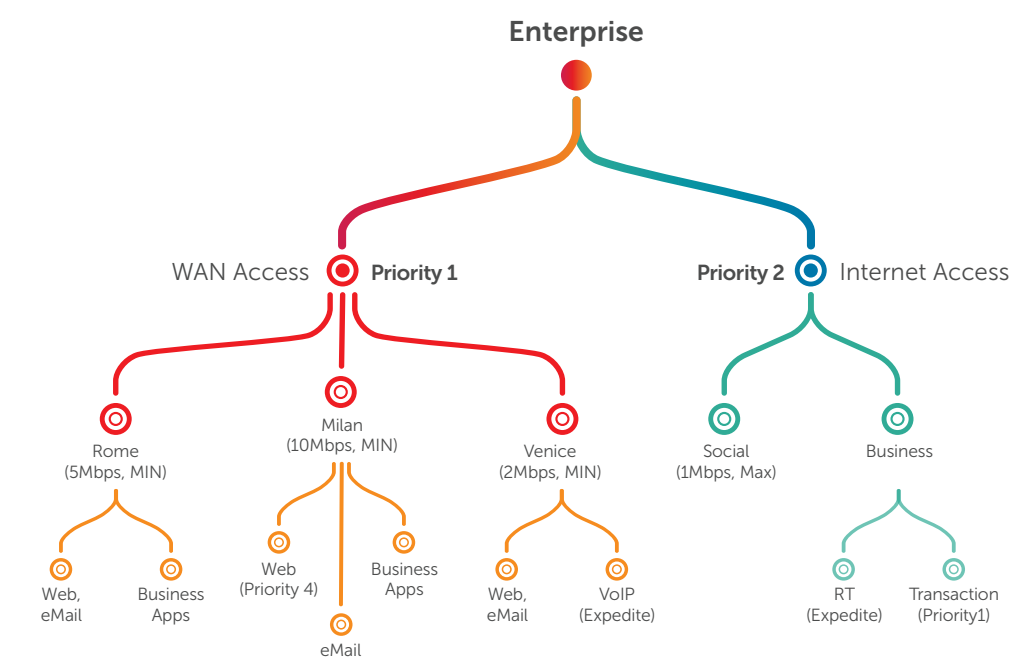 Enterprise
WAN Access
Priority 1
Priority 2
Internet Access
Rome
(5Mbps, MIN)
Milan
(10Mbps, MIN)
Venice
(2Mbps, MIN)
Social
(1Mbps, Max)
Business
Web,
eMail
Business
Apps
Web
(Priority 4)
eMail
Business
Apps
Web,
eMail
VoIP
(Expedite)
RT
(Expedite)
Transaction
(Priority1)